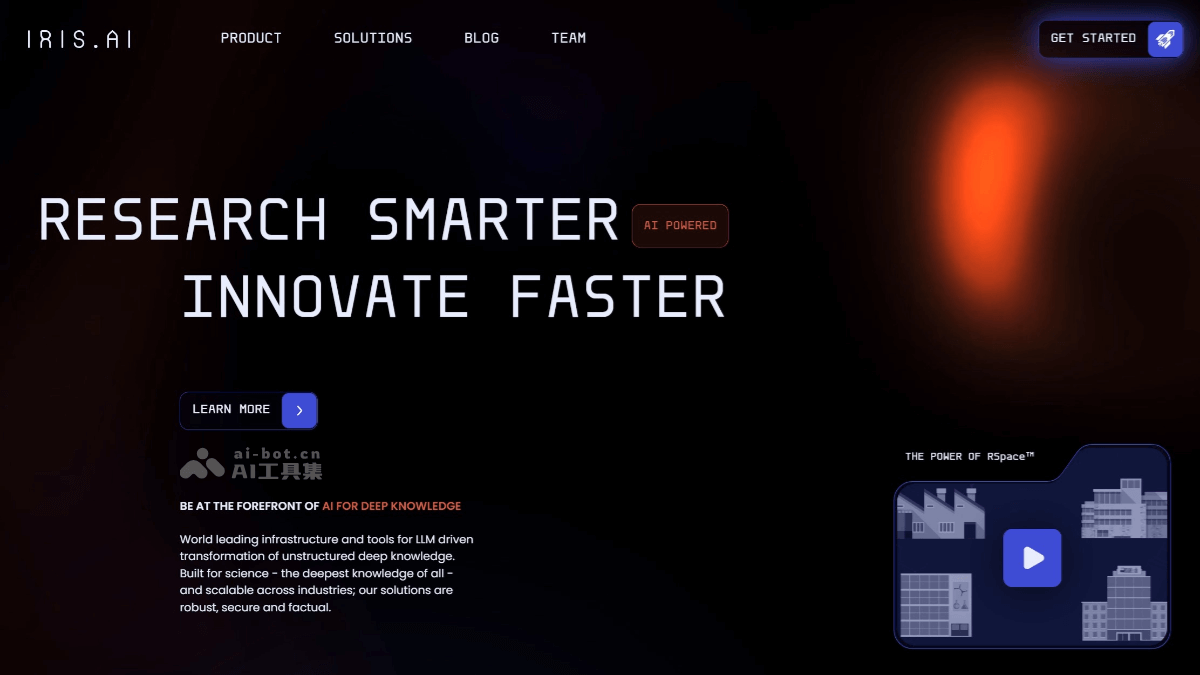 IRIS.AI
PRODUCT
SOLUTIONS
BLOG
TEAM
GET STARTED
RESEARCH SMARTER
AI POWERED
INNOVATE FASTER
LEARN MORE
ai-bot.cn
AI工具集
BE AT THE FOREFRONT OF AI FOR DEEP KNOWLEDGE
World leading infrastructure and tools for LLM driven
transformation of unstructured deep knowledge.
Built for science - the deepest knowledge of all -
and scalable across industries; our solutions are
robust, secure and factual.
THE POWER OF RSpace™